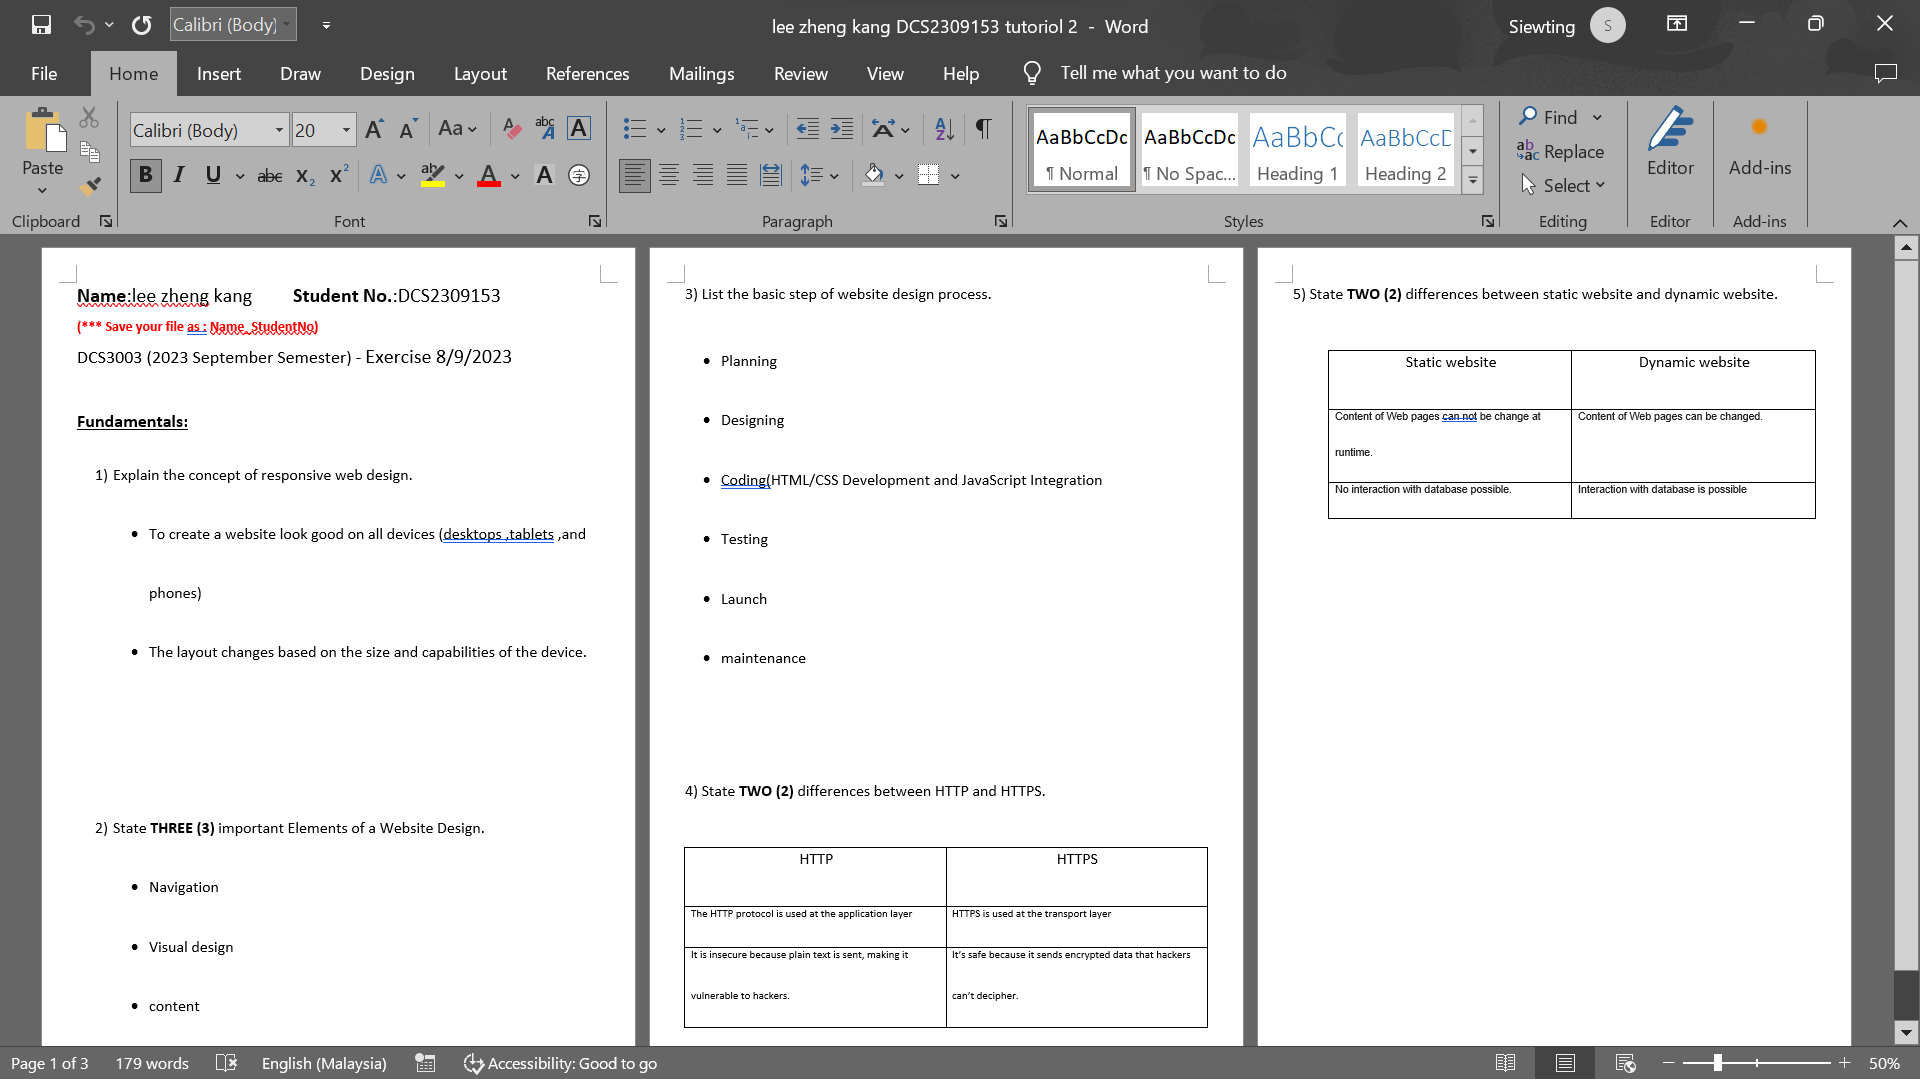 Calibri (Body)
lee zheng kang DCS2309153 tutoriol 2 - Word
Siewting
S
File
Home
Insert
Draw
Design
Layout
References
Mailings
Review
View
Help
Tell me what you want to do
Paste
Clipboard
Calibri (Body)
20
Font
Paragraph
AaBbCcDc
¶ Normal
AaBbCcDc
¶ No Spac...
AaBbCc
Heading 1
AaBbCcD
Heading 2
Styles
Find
Replace
Select
Editing
Editor
Editor
Add-ins
Add-ins
Name:lee zheng kang Student No.:DCS2309153
(*** Save your file as : Name_StudentNo)
DCS3003 (2023 September Semester) - Exercise 8/9/2023
Fundamentals:
1) Explain the concept of responsive web design.
• To create a website look good on all devices (desktops ,tablets ,and
phones)
• The layout changes based on the size and capabilities of the device.
2) State THREE (3) important Elements of a Website Design.
• Navigation
• Visual design
• content
3) List the basic step of website design process.
• Planning
• Designing
• Coding(HTML/CSS Development and JavaScript Integration
• Testing
• Launch
• maintenance
4) State TWO (2) differences between HTTP and HTTPS.
HTTP
HTTPS
The HTTP protocol is used at the application layer
HTTPS is used at the transport layer
It is insecure because plain text is sent, making it
vulnerable to hackers.
It's safe because it sends encrypted data that hackers
can't decipher.
5) State TWO (2) differences between static website and dynamic website.
Static website
Dynamic website
Content of Web pages can not be change at
runtime.
Content of Web pages can be changed.
No interaction with database possible.
Interaction with database is possible
Page 1 of 3
179 words
English (Malaysia)
Accessibility: Good to go
50%